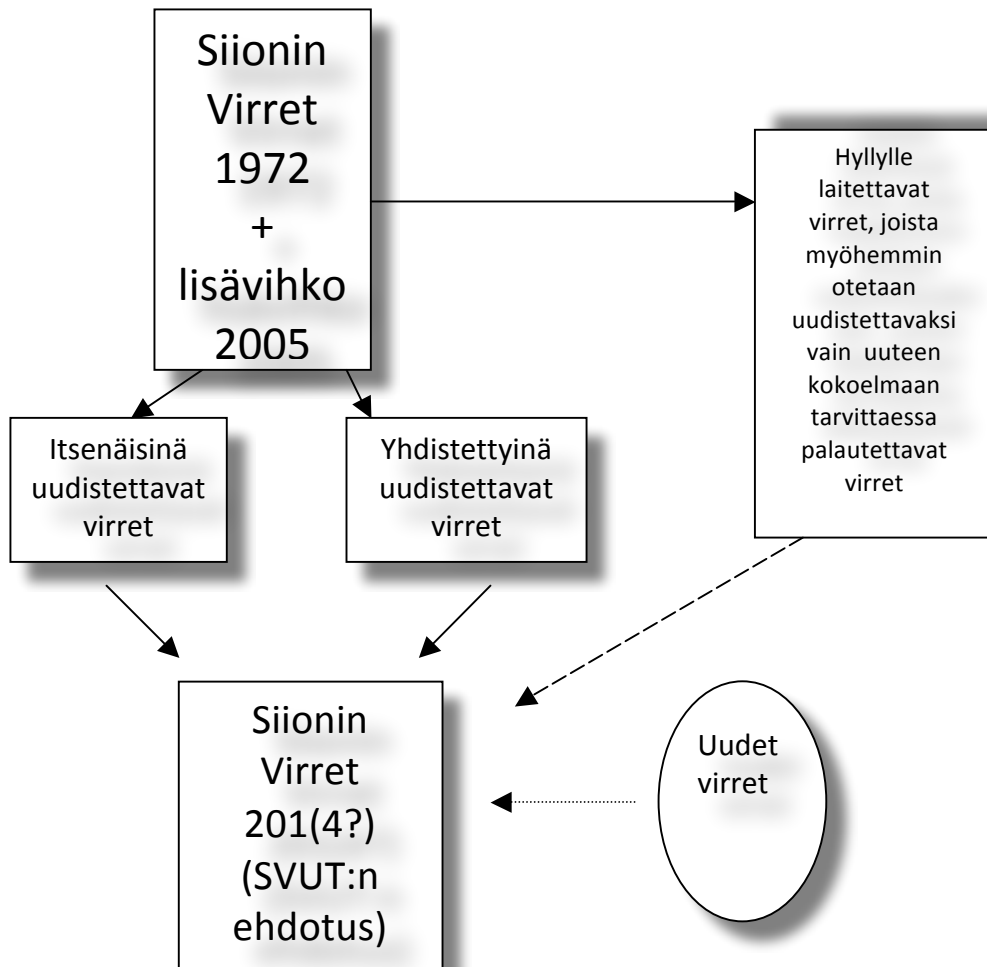 Siionin
Virret
1972
+
lisävihko
2005
Hyllylle
laitettavat
virret, joista
myöhemmin
otetaan
uudistettavaksi
vain uuteen
kokoelmaan
tarvittaessa
palautettavat
virret
Itsenäisinä
uudistettavat
virret
Yhdistettyinä
uudistettavat
virret
Siionin
Virret
201(4?)
(SVUT:n
ehdotus)
Uudet
virret